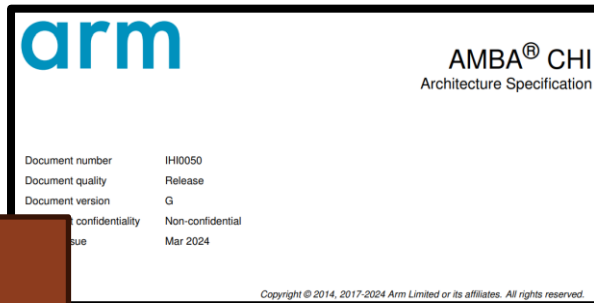 arm
AMBA® CHI
Architecture Specification
Document number IHI0050
Document quality Release
Document version G
confidentiality Non-confidential
Mar 2024
Copyright © 2014, 2017-2024 Arm Limited or its affiliates. All rights reserved.